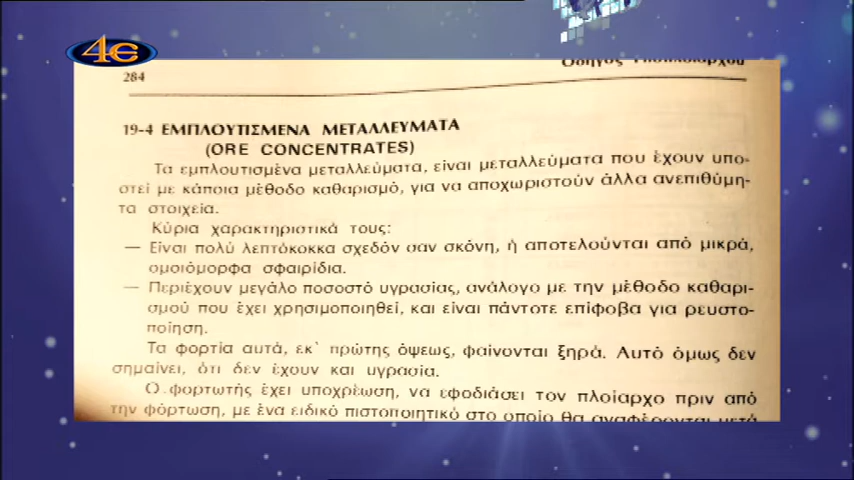 4E
Οδηγός Υποπλοιάρχου
284
19-4 ΕΜΠΛΟΥΤΙΣΜΕΝΑ ΜΕΤΑΛΛΕΥΜΑΤΑ
(ORE CONCENTRATES)
Τα εμπλουτισμένα μεταλλεύματα, είναι μεταλλεύματα που έχουν υπο-
στεί με κάποια μέθοδο καθαρισμό, για να αποχωριστούν άλλα ανεπιθύμη-
τα στοιχεία.
Κύρια χαρακτηριστικά τους:
— Είναι πολύ λεπτόκοκκα σχεδόν σαν σκόνη, ή αποτελούνται από μικρά,
ομοιόμορφα σφαιρίδια.
— Περιέχουν μεγάλο ποσοστό υγρασίας, ανάλογο με την μέθοδο καθαρι-
σμού που έχει χρησιμοποιηθεί, και είναι πάντοτε επίφοβα για ρευστο-
ποίηση.
Τα φορτία αυτά, εκ' πρώτης όψεως, φαίνονται ξηρά. Αυτό όμως δεν
σημαίνει, ότι δεν έχουν και υγρασία.
Ο φορτωτής έχει υποχρέωση, να εφοδιάσει τον πλοίαρχο πριν από
την φόρτωση, με ένα ειδικό πιστοποιητικό στο οποίο θα αναφέρονται μετά